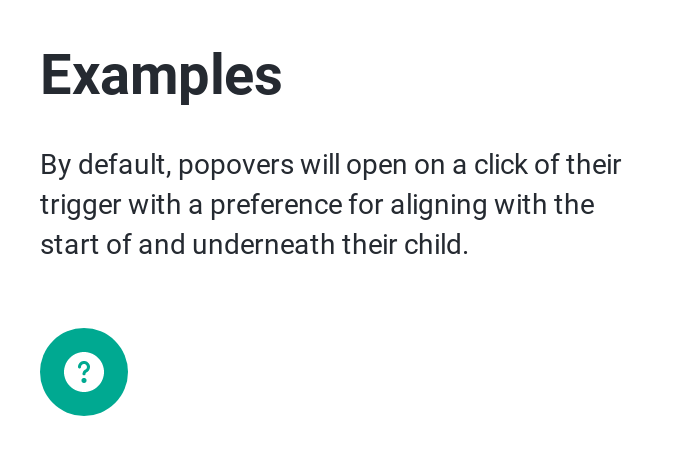 Examples
By default, popovers will open on a click of their
trigger with a preference for aligning with the
start of and underneath their child.
?